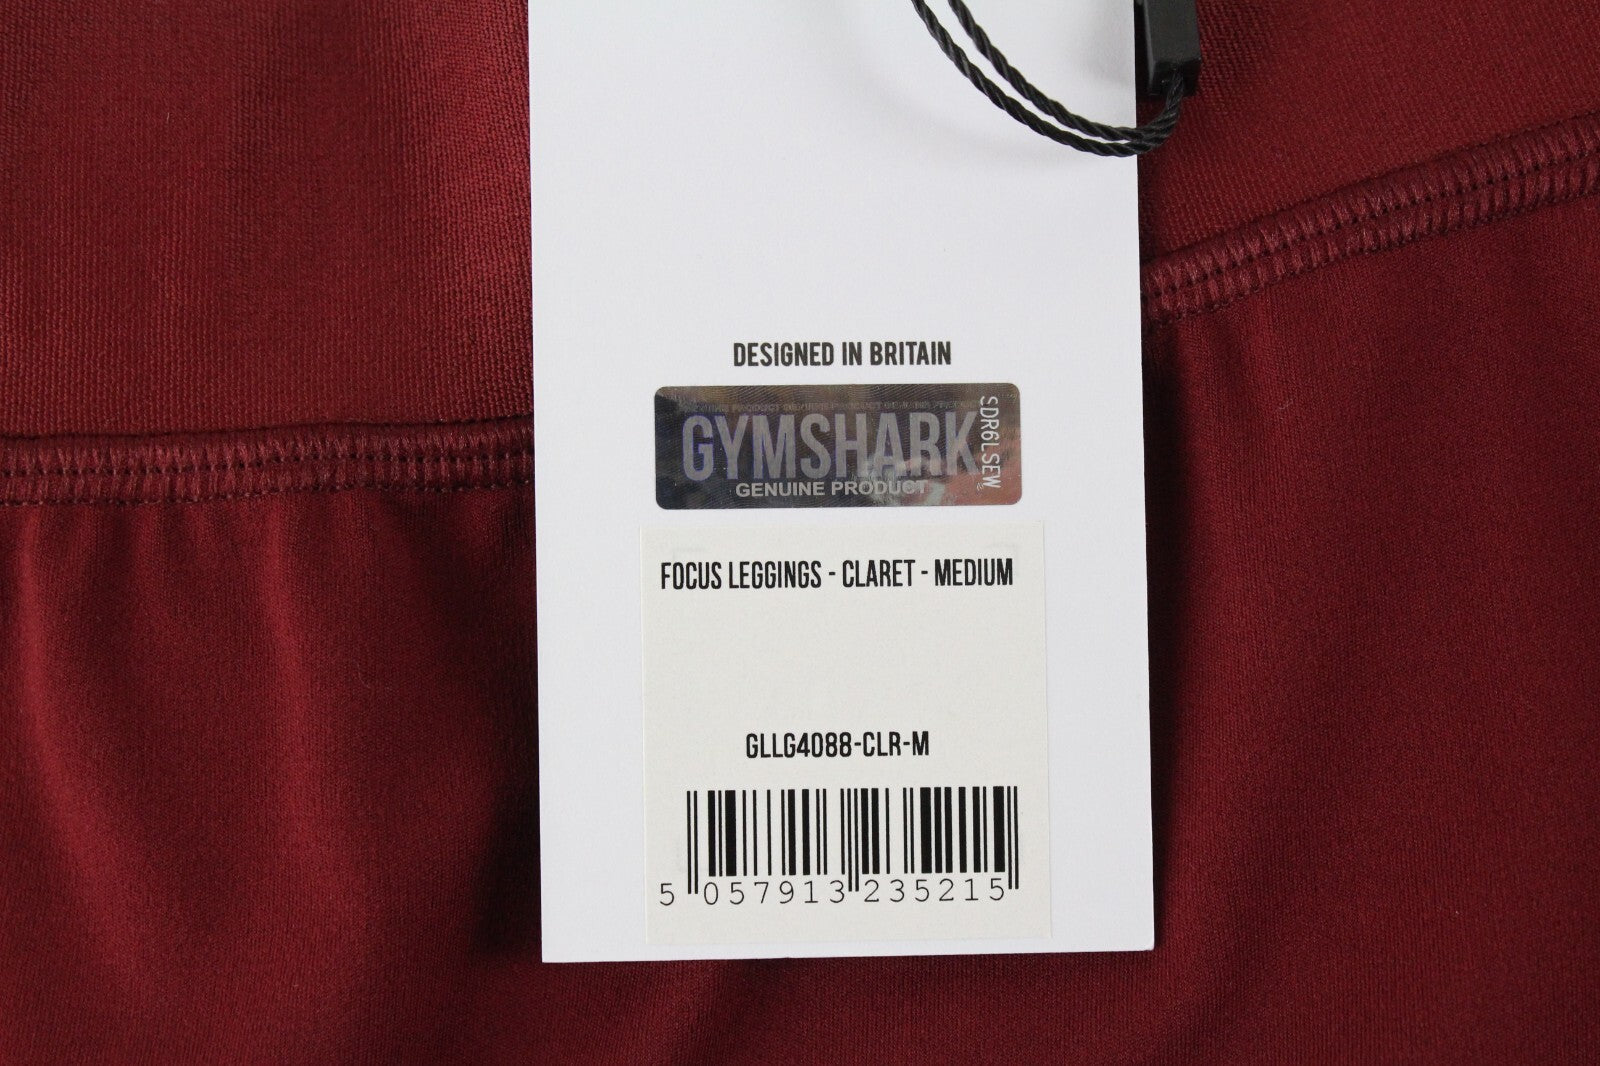 DESIGNED IN BRITAIN
GYMSHARK
GENUINE PRODUCT
SDR6LSEW
FOCUS LEGGINGS - CLARET - MEDIUM
GLLG4088-CLR-M
5 057913 235215